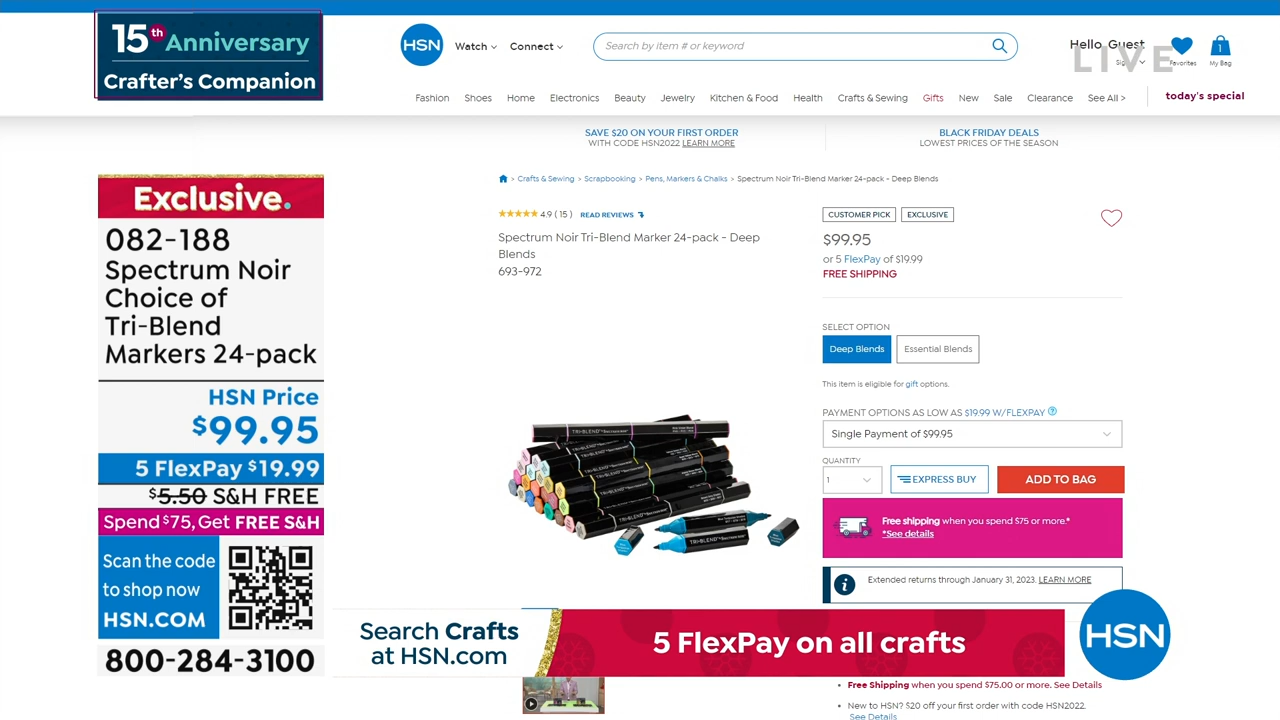 15th Anniversary
Crafter's Companion
HSN
Watch
Connect
Search by item # or keyword
Hello, Guest
LIVE
Favorites
1
My Bag
Fashion
Shoes
Home
Electronics
Beauty
Jewelry
Kitchen & Food
Health
Crafts & Sewing
Gifts
New
Sale
Clearance
See All >
today's special
SAVE $20 ON YOUR FIRST ORDER
WITH CODE HSN2022 LEARN MORE
BLACK FRIDAY DEALS
LOWEST PRICES OF THE SEASON
> Crafts & Sewing > Scrapbooking > Pens, Markers & Chalks > Spectrum Noir Tri-Blend Marker 24-pack - Deep Blends
Exclusive.
082-188
Spectrum Noir
Choice of
Tri-Blend
Markers 24-pack
HSN Price
$99.95
5 FlexPay $19.99
$5.50 S&H FREE
Spend $75, Get FREE S&H
Scan the code
to shop now
HSN.COM
800-284-3100
4.9 ( 15 ) READ REVIEWS
Spectrum Noir Tri-Blend Marker 24-pack - Deep
Blends
693-972
TRI-BLEND
TRI-BLEND
TRI-BLEND
TRI-BLEND
CUSTOMER PICK
EXCLUSIVE
$99.95
or 5 FlexPay of $19.99
FREE SHIPPING
SELECT OPTION
Deep Blends
Essential Blends
This item is eligible for gift options.
PAYMENT OPTIONS AS LOW AS $19.99 W/FLEXPAY ?
Single Payment of $99.95
QUANTITY
1
EXPRESS BUY
ADD TO BAG
Free shipping when you spend $75 or more.*
*See details
Extended returns through January 31, 2023. LEARN MORE
Search Crafts
at HSN.com
5 FlexPay on all crafts
HSN
• Free Shipping when you spend $75.00 or more. See Details
• New to HSN? $20 off your first order with code HSN2022.
See Details